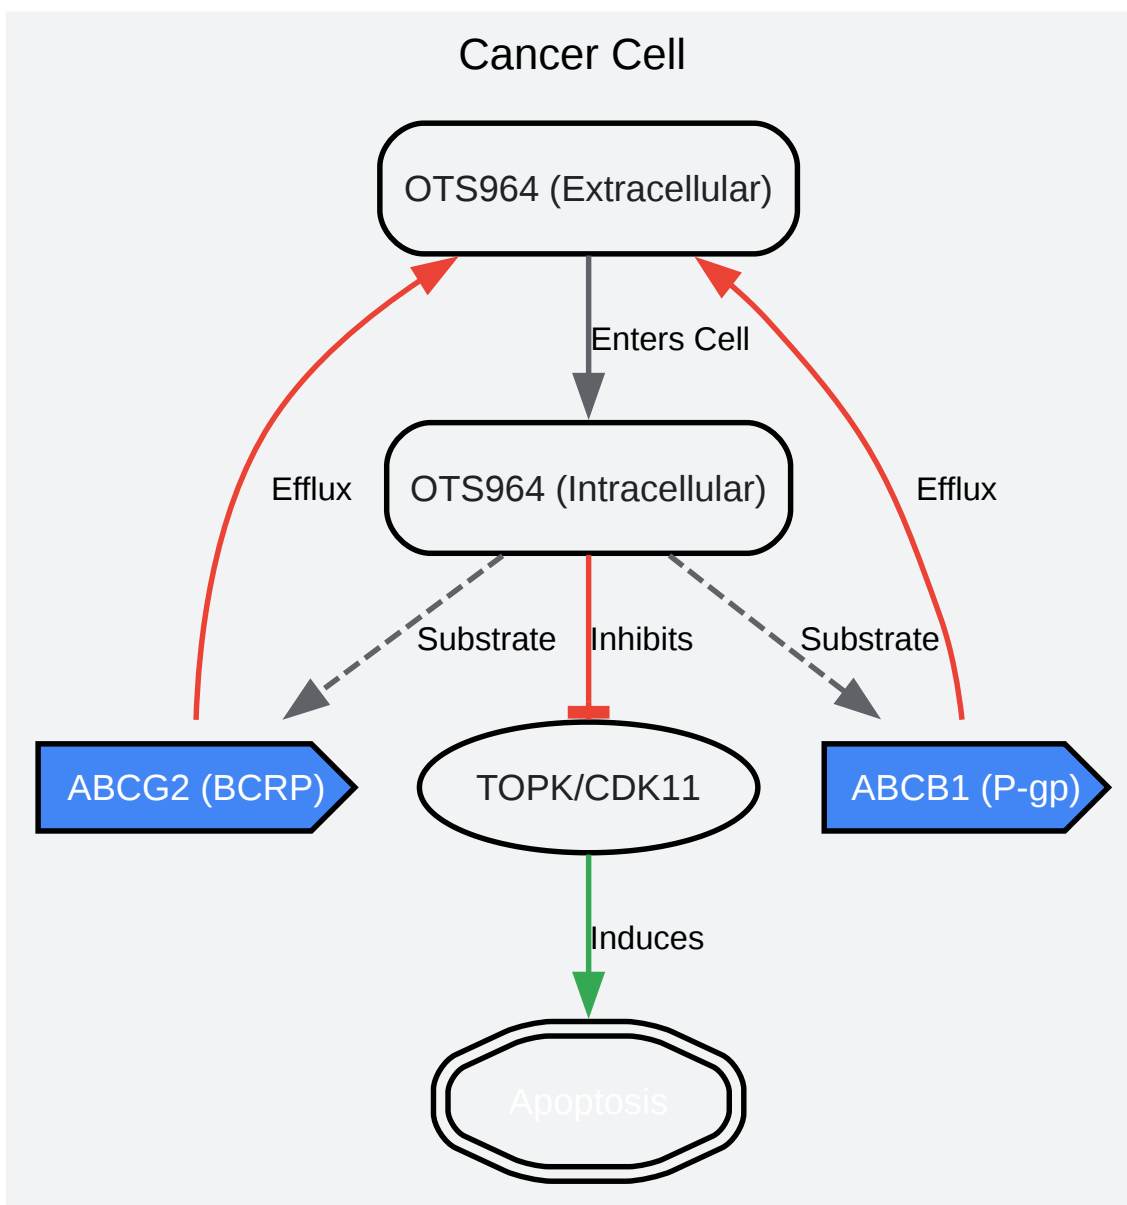 Cancer Cell
OTS964 (Extracellular)
Enters Cell
Efflux
OTS964 (Intracellular)
Efflux
Substrate
Inhibits
Substrate
ABCG2 (BCRP)
TOPK/CDK11
ABCB1 (P-gp)
Induces
Apoptosis